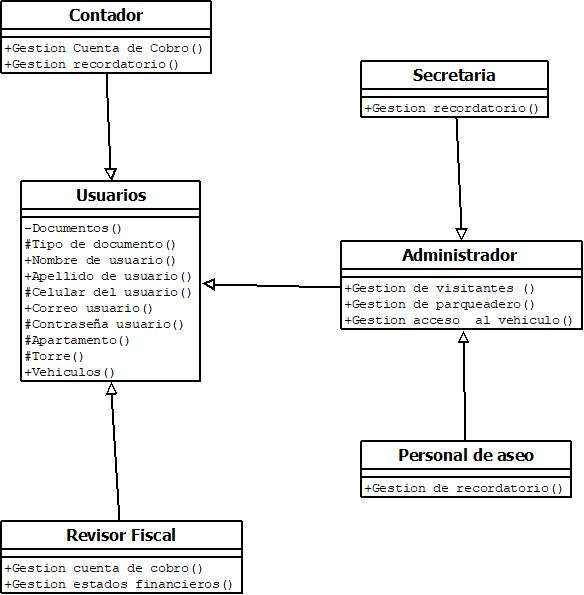 Contador
+Gestion Cuenta de Cobro()
+Gestion recordatorio()
Secretaria
+Gestion recordatorio()
Usuarios
-Documentos()
#Tipo de documento()
+Nombre de usuario()
+Apellido de usuario()
#Celular del usuario()
+Correo usuario()
#Contraseña usuario()
#Apartamento()
#Torre()
+Vehiculos()
Administrador
+Gestion de visitantes ()
+Gestion de parqueadero()
+Gestion acceso  al vehiculo()
Personal de aseo
+Gestion de recordatorio()
Revisor Fiscal
+Gestion cuenta de cobro()
+Gestion estados financieros()